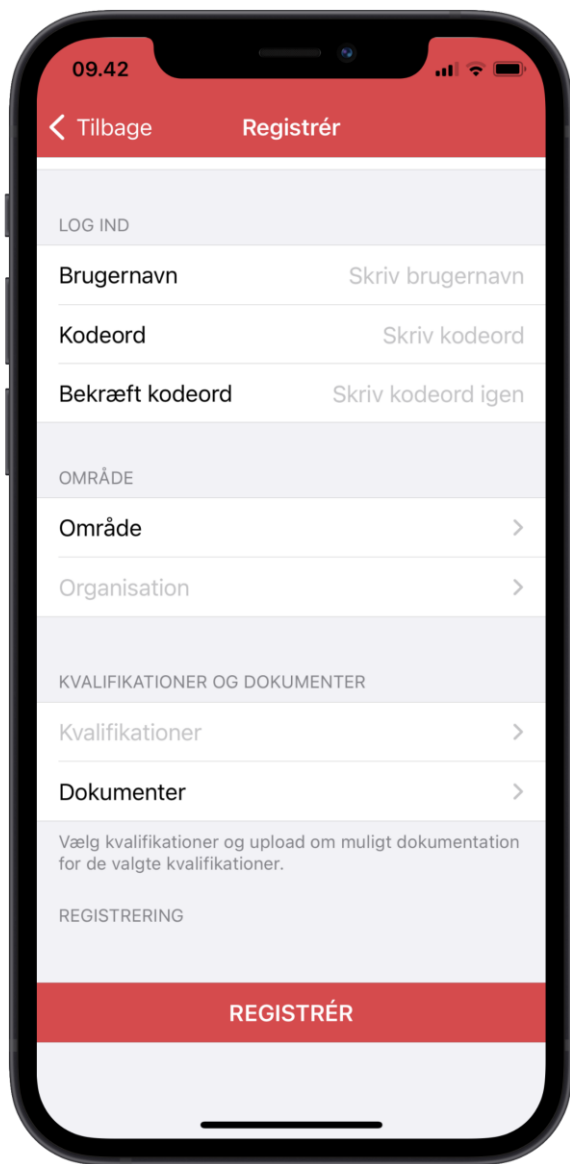 09.42
Tilbage
Registrér
LOG IND
Brugernavn Skriv brugernavn
Kodeord Skriv kodeord
Bekræft kodeord Skriv kodeord igen
OMRÅDE
Område
Organisation
KVALIFIKATIONER OG DOKUMENTER
Kvalifikationer
Dokumenter
Vælg kvalifikationer og upload om muligt dokumentation
for de valgte kvalifikationer.
REGISTRERING
REGISTRÉR